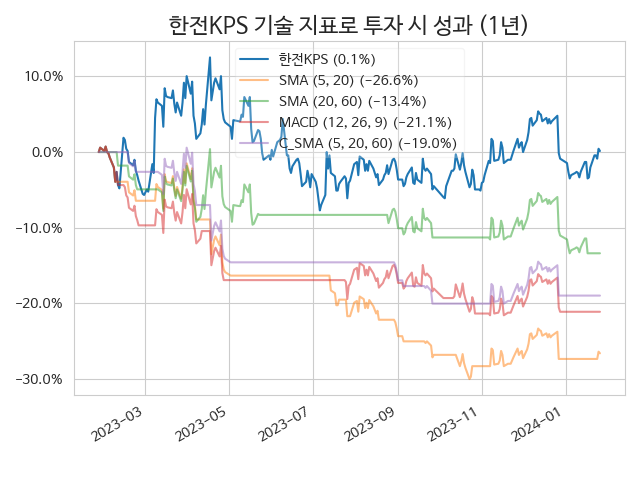 한전KPS 기술 지표로 투자 시 성과 (1년)
한전KPS (0.1%)
SMA (5, 20) (−26.6%)
SMA (20, 60) (−13.4%)
MACD (12, 26, 9) (−21.1%)
C_SMA (5, 20, 60) (−19.0%)
10.0%
0.0%
−10.0%
−20.0%
−30.0%
2023−03
2023−05
2023−07
2023−09
2023−11
2024−01